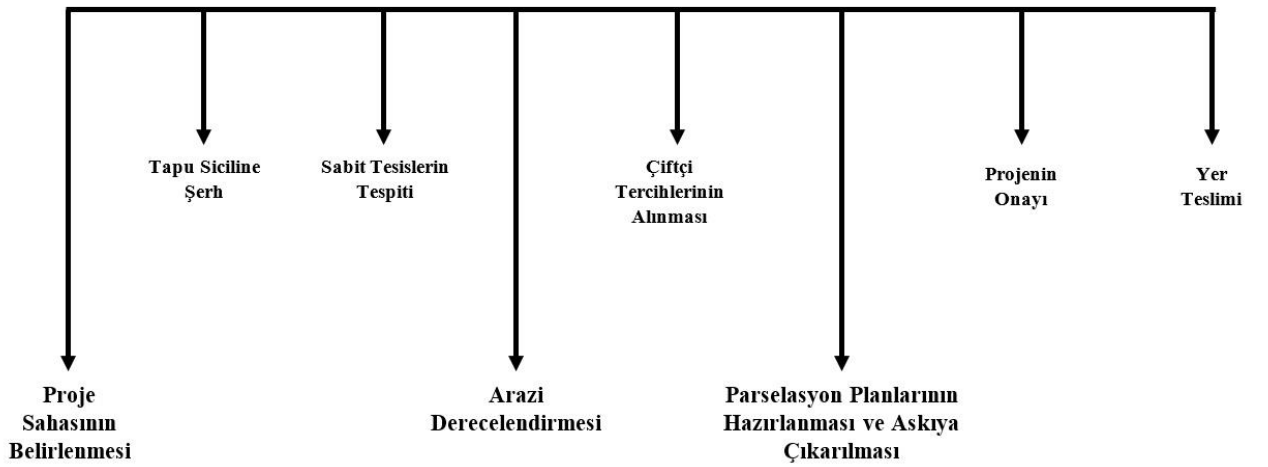 Tapu Siciline
Şerh
Sabit Tesislerin
Tespiti
Çiftçi
Tercihlerinin
Alınması
Projenin
Onayı
Yer
Teslimi
Proje
Sahasının
Belirlenmesi
Arazi
Derecelendirmesi
Parselasyon Planlarının
Hazırlanması ve Askıya
Çıkarılması